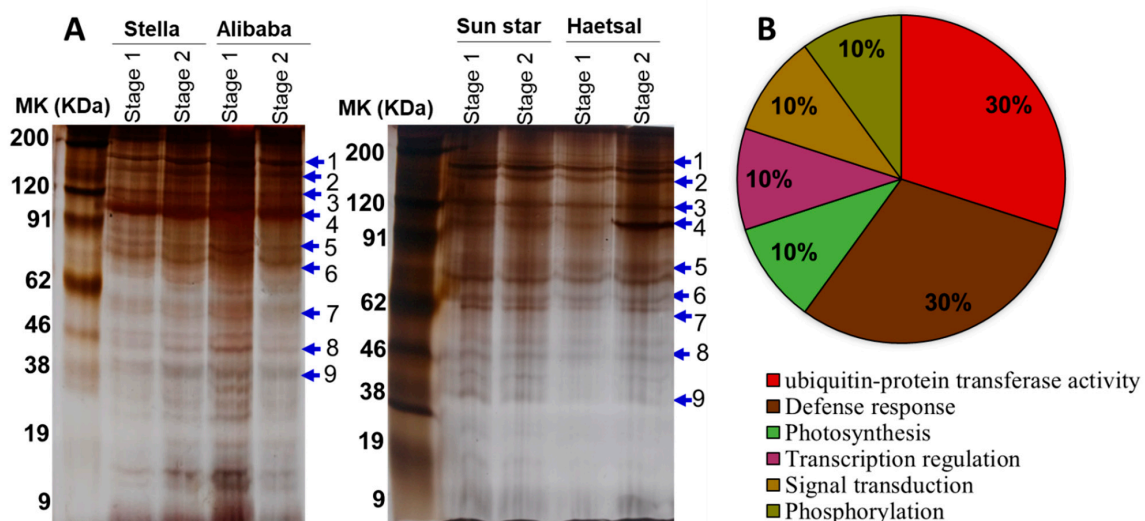 A
Stella Alibaba
Stage 1 Stage 2 Stage 1 Stage 2
MK (KDa)
200
120
91
62
46
38
19
9
1
2
3
4
5
6
7
8
9
Sun star Haetsal
Stage 1 Stage 2 Stage 1 Stage 2
MK (KDa)
200
120
91
62
46
38
19
9
1
2
3
4
5
6
7
8
9
B
10% 30%
10%
10%
10%
30%
ubiquitin-protein transferase activity
Defense response
Photosynthesis
Transcription regulation
Signal transduction
Phosphorylation